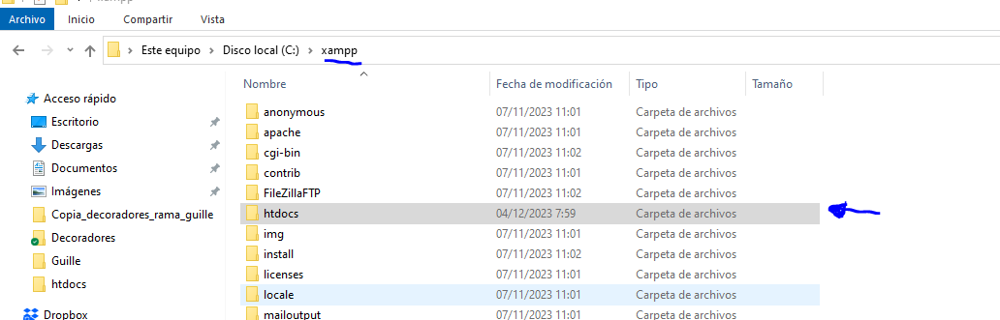 xampp
Archivo Inicio Compartir Vista
Este equipo Disco local (C:) xampp
Nombre Fecha de modificación Tipo Tamaño
Acceso rápido
Escritorio
Descargas
Documentos
Imágenes
Copia_decoradores_rama_guille
Decoradores
Guille
htdocs
Dropbox
anonymous 07/11/2023 11:01 Carpeta de archivos
apache 07/11/2023 11:01 Carpeta de archivos
cgi-bin 07/11/2023 11:02 Carpeta de archivos
contrib 07/11/2023 11:01 Carpeta de archivos
FileZillaFTP 07/11/2023 11:02 Carpeta de archivos
htdocs 04/12/2023 7:59 Carpeta de archivos
img 07/11/2023 11:01 Carpeta de archivos
install 07/11/2023 11:02 Carpeta de archivos
licenses 07/11/2023 11:01 Carpeta de archivos
locale 07/11/2023 11:01 Carpeta de archivos
mailoutput 07/11/2023 11:01 Carpeta de archivos